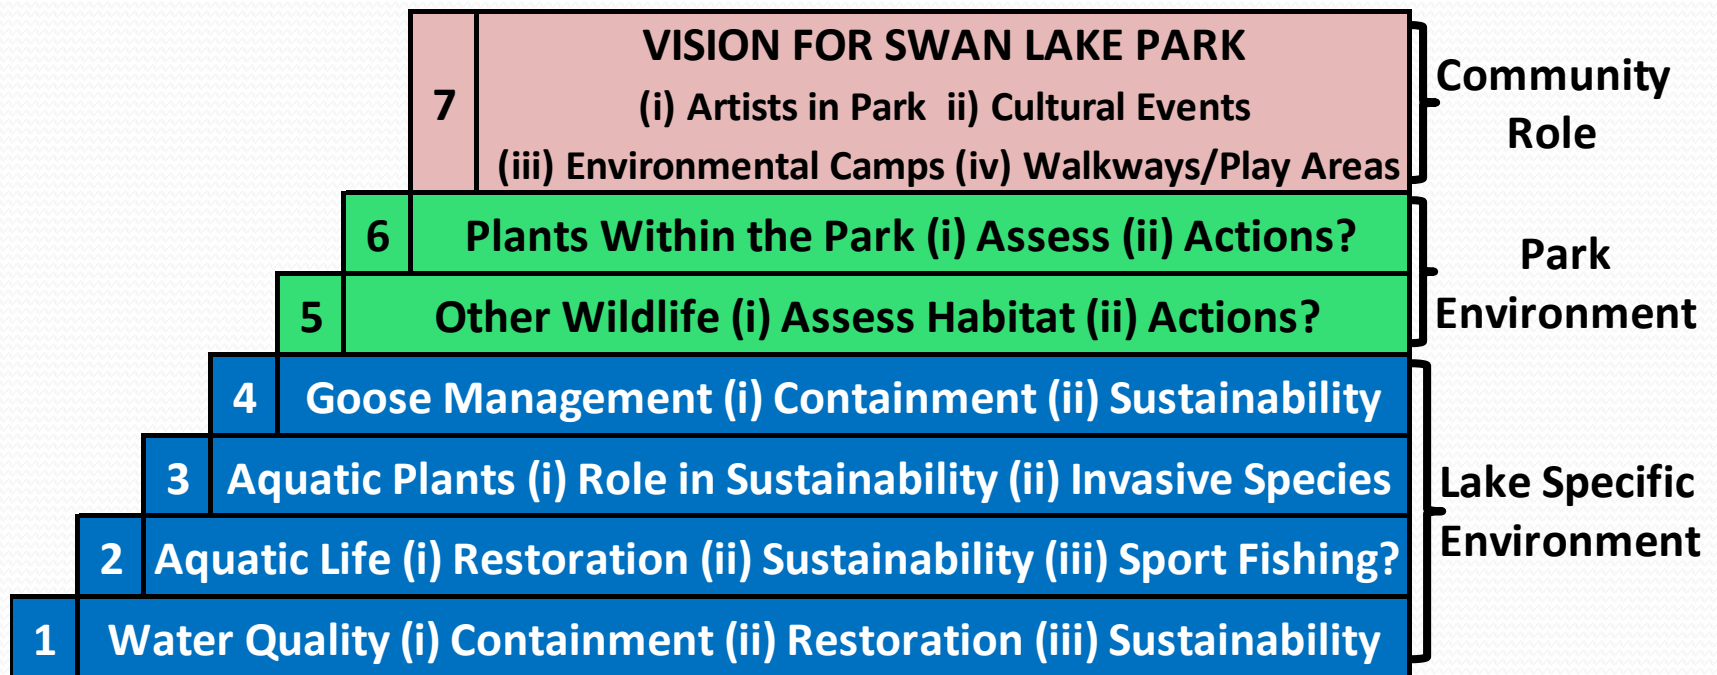 7
VISION FOR SWAN LAKE PARK
(i) Artists in Park ii) Cultural Events
(iii) Environmental Camps (iv) Walkways/Play Areas
Community
Role
6 Plants Within the Park (i) Assess (ii) Actions?
5 Other Wildlife (i) Assess Habitat (ii) Actions?
Park
Environment
4 Goose Management (i) Containment (ii) Sustainability
3 Aquatic Plants (i) Role in Sustainability (ii) Invasive Species
2 Aquatic Life (i) Restoration (ii) Sustainability (iii) Sport Fishing?
1 Water Quality (i) Containment (ii) Restoration (iii) Sustainability
Lake Specific
Environment